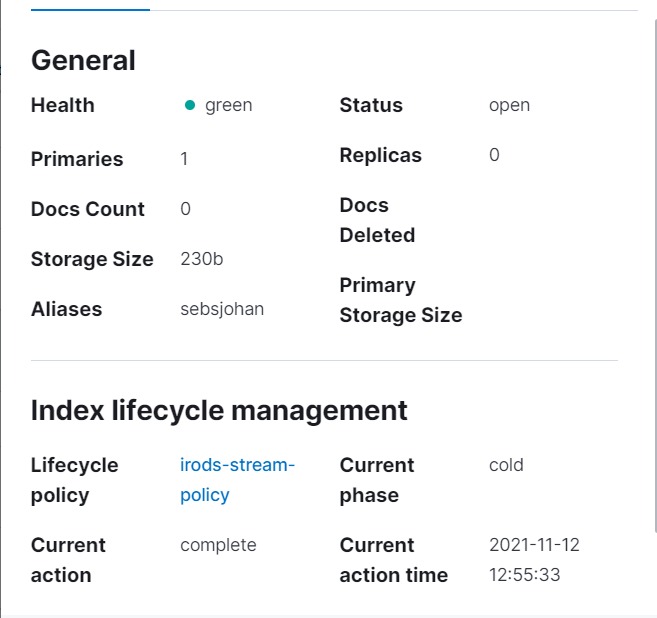 General
Health green Status open
Primaries 1 Replicas 0
Docs Count 0 Docs
Deleted
Storage Size 230b Primary
Storage Size
Aliases sebsjohan
Index lifecycle management
Lifecycle irods-stream- Current cold
policy policy phase
Current complete Current 2021-11-12
action action time 12:55:33